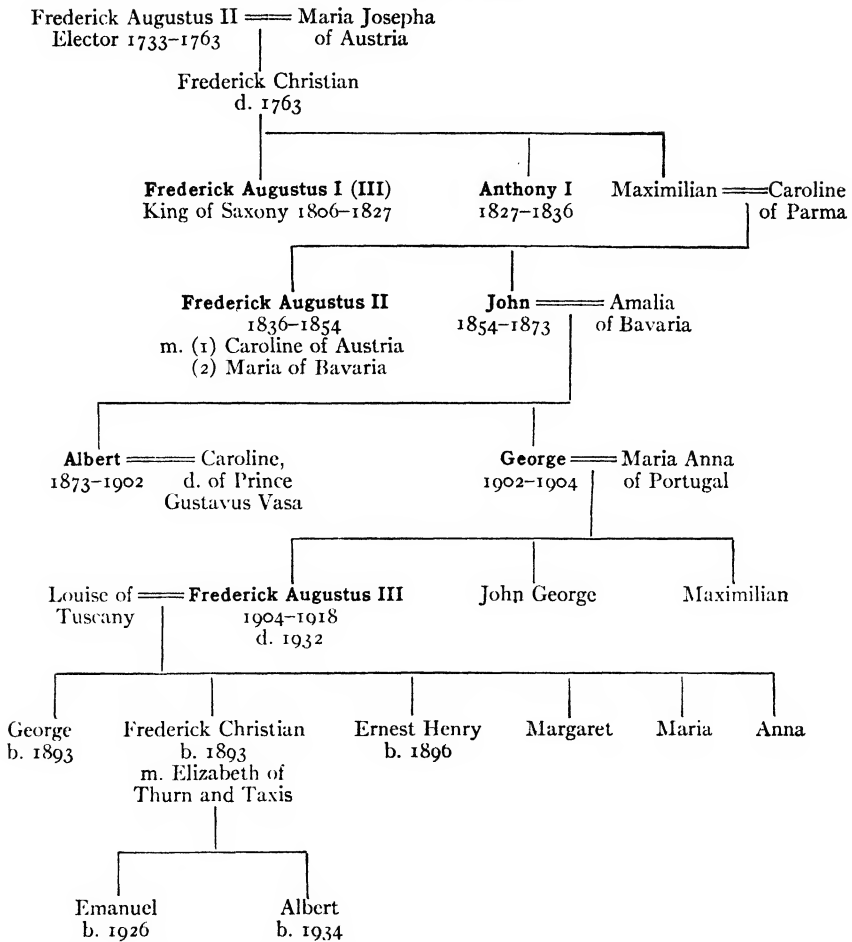 Frederick Augustus II
Elector 1733–1763
Maria Josepha
of Austria
Frederick Christian
d. 1763
Frederick Augustus I (III)
King of Saxony 1806–1827
Anthony I
1827–1836
Maximilian
Caroline
of Parma
Frederick Augustus II
1836–1854
m. (1) Caroline of Austria
(2) Maria of Bavaria
John
1854–1873
Amalia
of Bavaria
Albert
1873–1902
Caroline,
d. of Prince
Gustavus Vasa
George
1902–1904
Maria Anna
of Portugal
Louise of
Tuscany
Frederick Augustus III
1904–1918
d. 1932
John George
Maximilian
George
b. 1893
Frederick Christian
b. 1893
m. Elizabeth of
Thurn and Taxis
Ernest Henry
b. 1896
Margaret
Maria
Anna
Emanuel
b. 1926
Albert
b. 1934